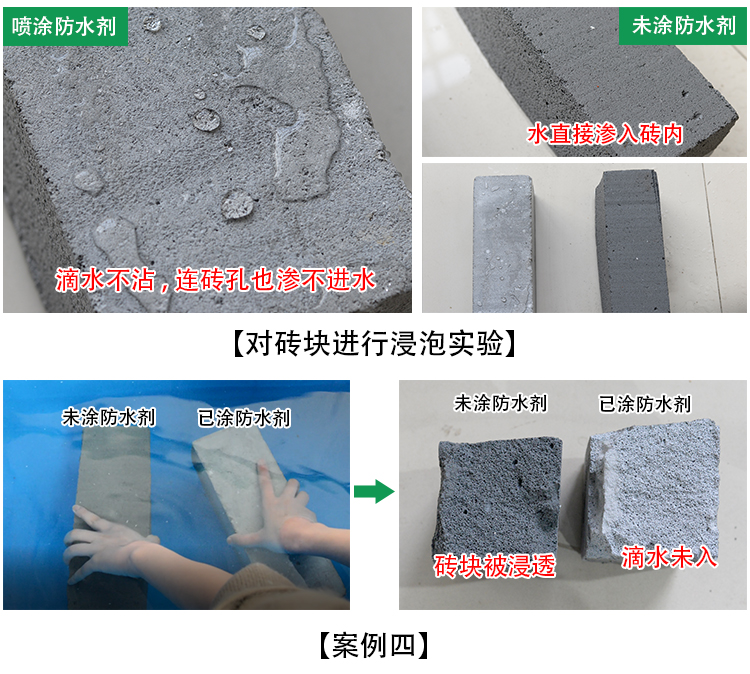 喷涂防水剂
未涂防水剂
水直接渗入砖内
滴水不沾，连砖孔也渗不进水
【对砖块进行浸泡实验】
未涂防水剂
已涂防水剂
未涂防水剂
已涂防水剂
砖块被浸透
滴水未入
【案例四】